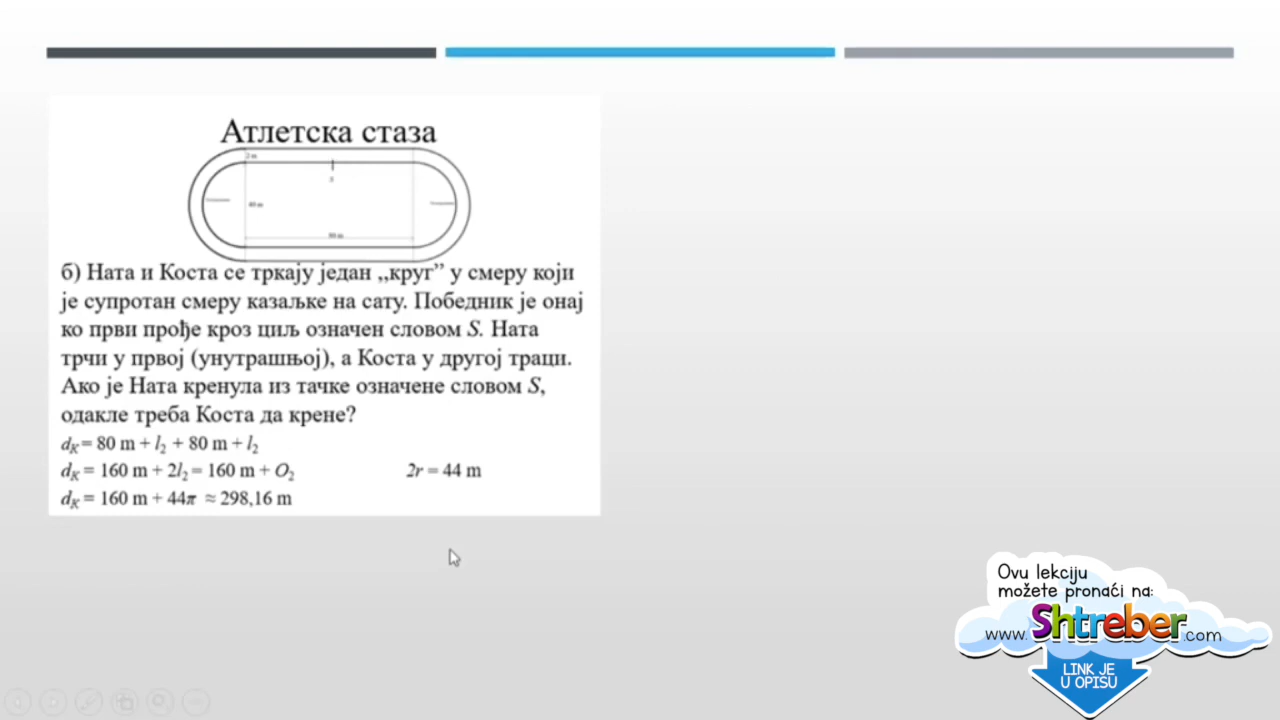 Атлетска стаза
2 m
S
40 m
80 m
б) Ната и Коста се тркају један ,,круг” у смеру који
је супротан смеру казаљке на сату. Победник је онај
ко први прође кроз циљ означен словом S. Ната
трчи у првој (унутрашњој), а Коста у другој траци.
Ако је Ната кренула из тачке означене словом S,
одакле треба Коста да крене?
dK = 80 m + l2 + 80 m + l2
dK = 160 m + 2l2 = 160 m + O2 2r = 44 m
dK = 160 m + 44π ≈ 298,16 m
Ovu lekciju
možete pronaći na:
www.Shtreber.com
LINK JE
U OPISU